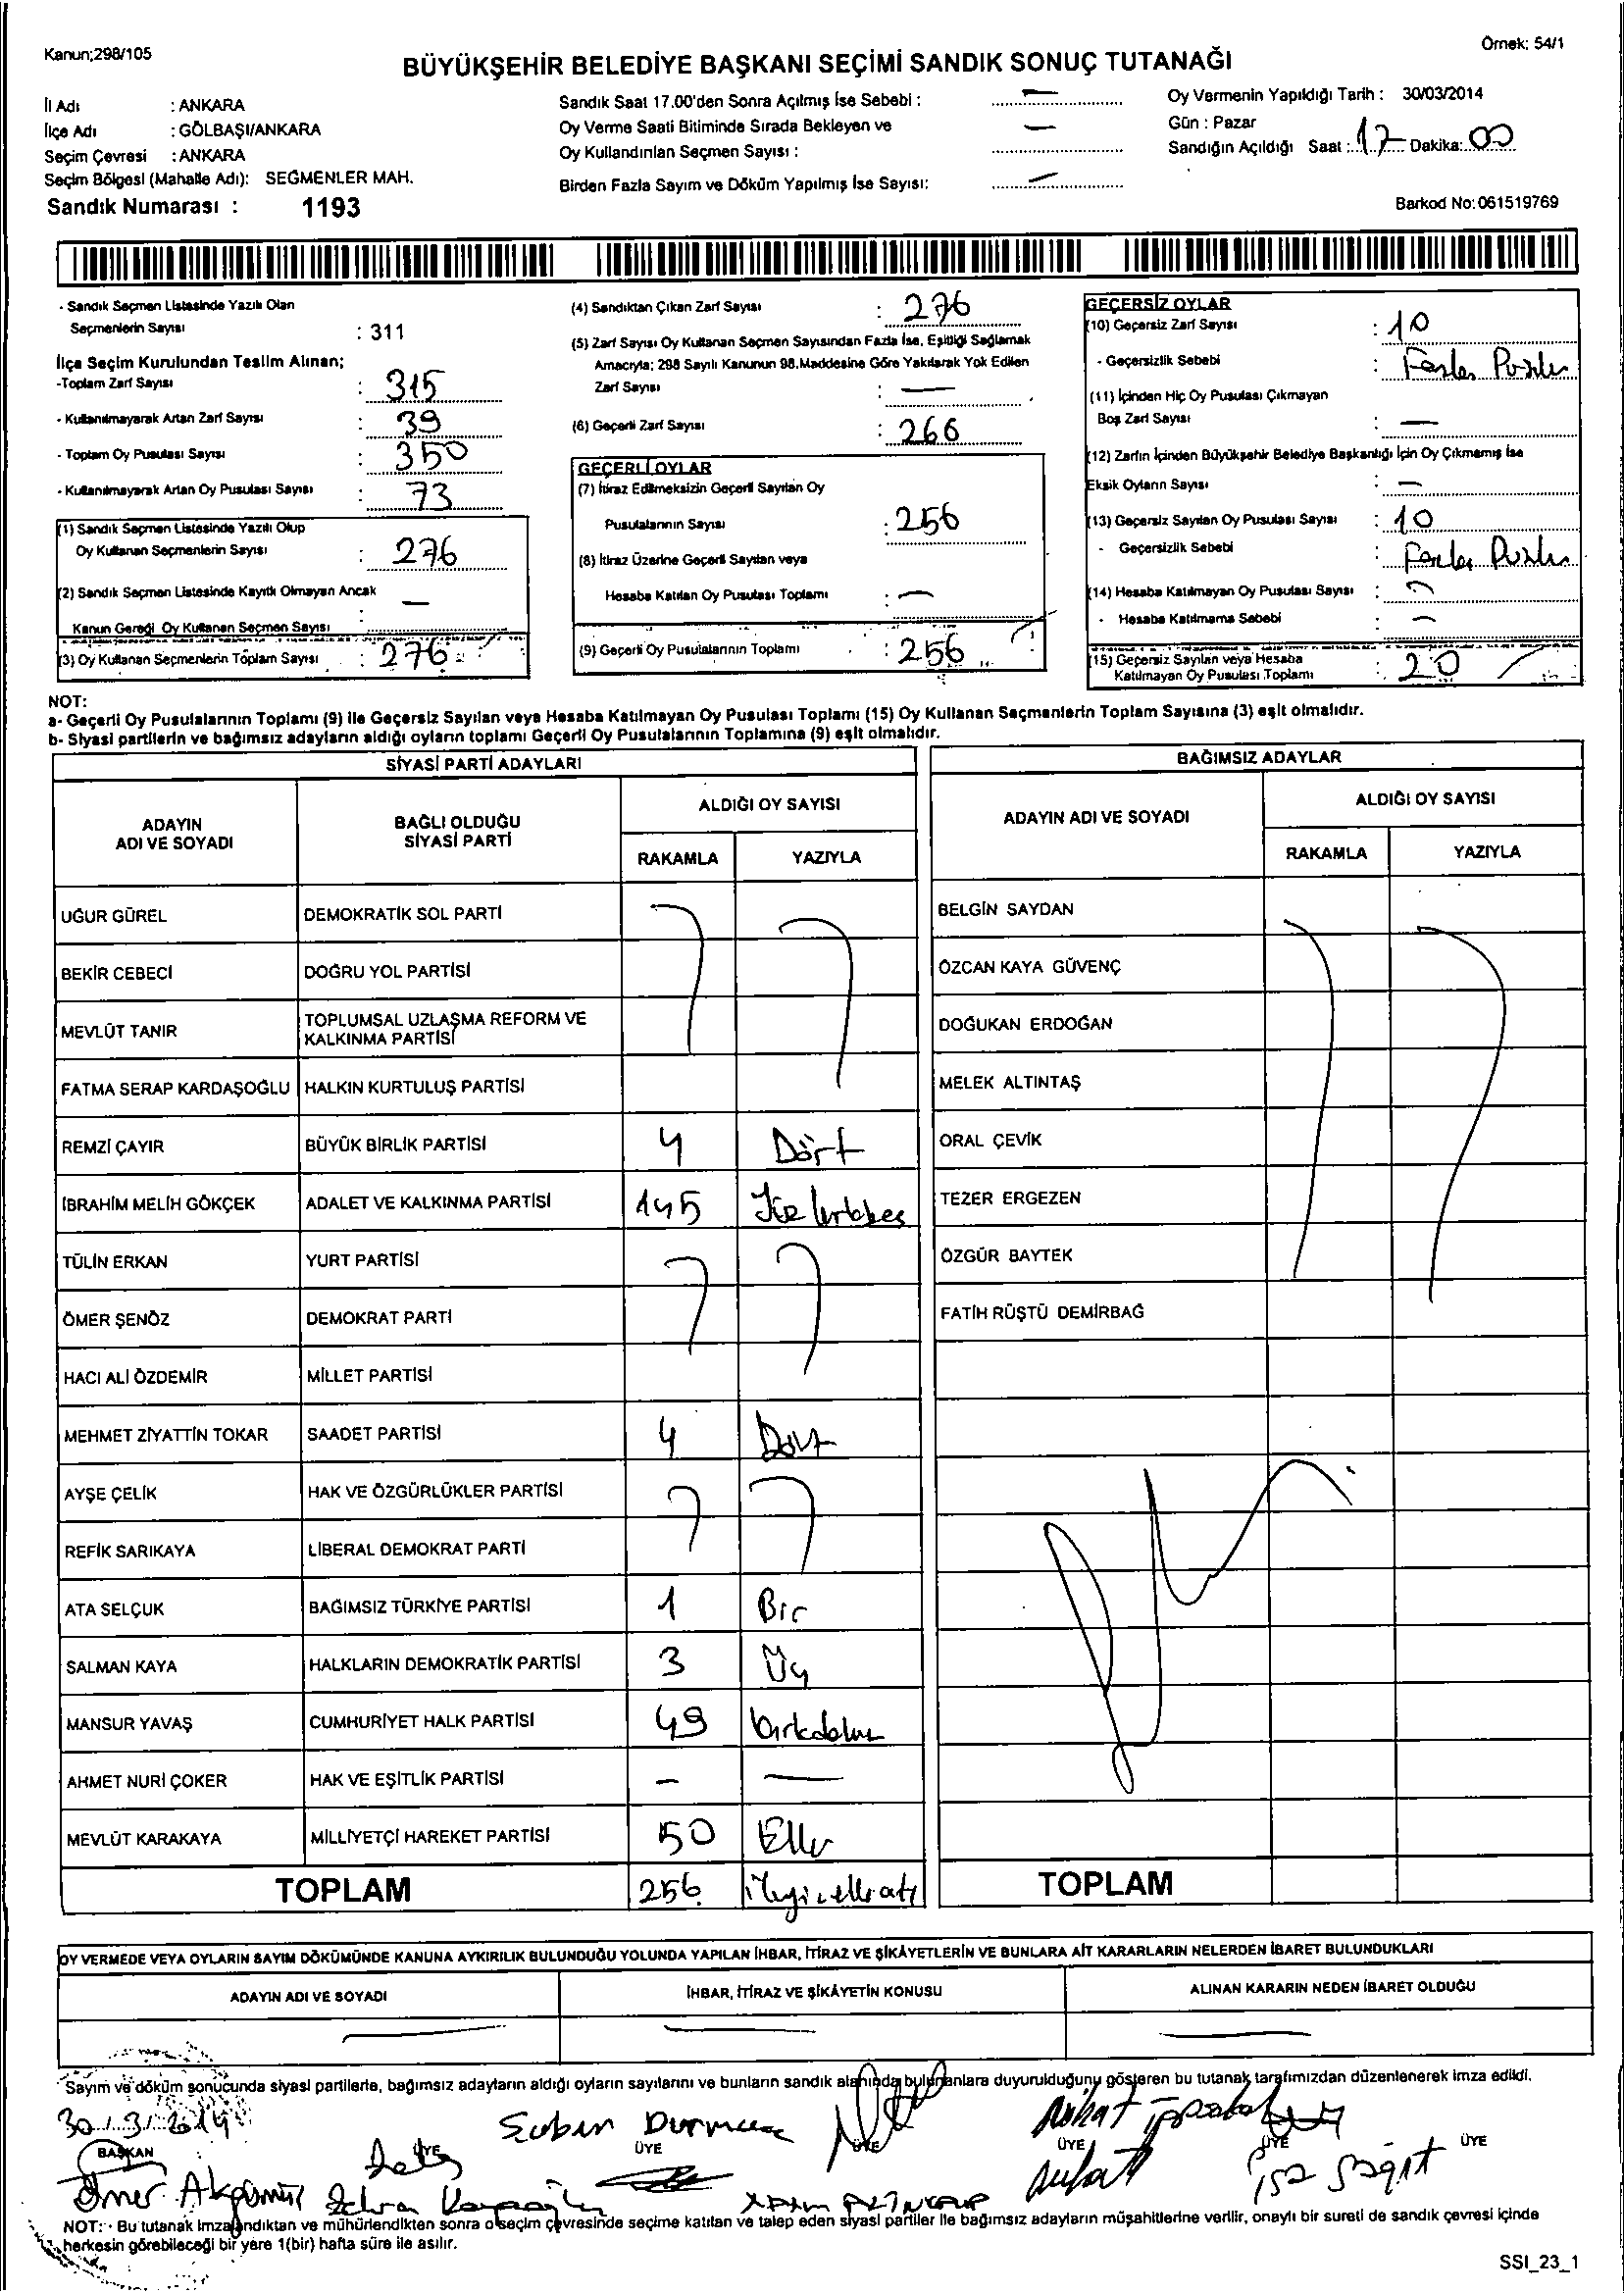 Kanun;298/105
Örnek: 54/1
BÜYÜKŞEHİR BELEDİYE BAŞKANI SEÇİMİ SANDIK SONUÇ TUTANAĞI
İl Adı : ANKARA
İlçe Adı : GÖLBAŞI/ANKARA
Seçim Çevresi : ANKARA
Seçim Bölgesi (Mahalle Adı): SEĞMENLER MAH.
Sandık Numarası : 1193
Sandık Saat 17.00'den Sonra Açılmış İse Sebebi : —
Oy Verme Saati Bitiminde Sırada Bekleyen ve —
Oy Kullandırılan Seçmen Sayısı :
Birden Fazla Sayım ve Döküm Yapılmış İse Sayısı: —
Oy Vermenin Yapıldığı Tarih : 30/03/2014
Gün : Pazar
Sandığın Açıldığı Saat : 17 Dakika: 00
Barkod No: 061519769
- Sandık Seçmen Listesinde Yazılı Olan
Seçmenlerin Sayısı : 311
İlçe Seçim Kurulundan Teslim Alınan;
-Toplam Zarf Sayısı : 315
- Kullanılmayarak Artan Zarf Sayısı : 39
- Toplam Oy Pusulası Sayısı : 350
- Kullanılmayarak Artan Oy Pusulası Sayısı : 73
(1) Sandık Seçmen Listesinde Yazılı Olup
Oy Kullanan Seçmenlerin Sayısı : 276
(2) Sandık Seçmen Listesinde Kayıtlı Olmayan Ancak —
Kanun Gereği Oy Kullanan Seçmen Sayısı :
(3) Oy Kullanan Seçmenlerin Toplam Sayısı : 276
(4) Sandıktan Çıkan Zarf Sayısı : 276
(5) Zarf Sayısı Oy Kullanan Seçmen Sayısından Fazla İse, Eşitliği Sağlamak
Amacıyla; 298 Sayılı Kanunun 98.Maddesine Göre Yakılarak Yok Edilen
Zarf Sayısı : —
(6) Geçerli Zarf Sayısı : 266
GEÇERLİ OYLAR
(7) İtiraz Edilmeksizin Geçerli Sayılan Oy
Pusulalarının Sayısı : 256
(8) İtiraz Üzerine Geçerli Sayılan veya
Hesaba Katılan Oy Pusulası Toplamı : —
(9) Geçerli Oy Pusulalarının Toplamı : 256
GEÇERSİZ OYLAR
(10) Geçersiz Zarf Sayısı : 10
- Geçersizlik Sebebi : Fazla
(11) İçinden Hiç Oy Pusulası Çıkmayan
Boş Zarf Sayısı : —
(12) Zarfın İçinden Büyükşehir Belediye Başkanlığı İçin Oy Çıkmamış İse
Eksik Oyların Sayısı : —
(13) Geçersiz Sayılan Oy Pusulası Sayısı : 10
- Geçersizlik Sebebi : Fazla
(14) Hesaba Katılmayan Oy Pusulası Sayısı : —
- Hesaba Katılmama Sebebi : —
(15) Geçersiz Sayılan veya Hesaba
Katılmayan Oy Pusulası Toplamı : 20
NOT:
a- Geçerli Oy Pusulalarının Toplamı (9) ile Geçersiz Sayılan veya Hesaba Katılmayan Oy Pusulası Toplamı (15) Oy Kullanan Seçmenlerin Toplam Sayısına (3) eşit olmalıdır.
b- Siyasi partilerin ve bağımsız adayların aldığı oyların toplamı Geçerli Oy Pusulalarının Toplamına (9) eşit olmalıdır.
SİYASİ PARTİ ADAYLARI
ADAYIN ADI VE SOYADI
BAĞLI OLDUĞU SİYASİ PARTİ
ALDIĞI OY SAYISI
RAKAMLA YAZIYLA
UĞUR GÜREL DEMOKRATİK SOL PARTİ
BEKİR CEBECİ DOĞRU YOL PARTİSİ
MEVLÜT TANIR TOPLUMSAL UZLAŞMA REFORM VE
KALKINMA PARTİSİ
FATMA SERAP KARDAŞOĞLU HALKIN KURTULUŞ PARTİSİ
REMZİ ÇAYIR BÜYÜK BİRLİK PARTİSİ 4 Dört
İBRAHİM MELİH GÖKÇEK ADALET VE KALKINMA PARTİSİ 145
TÜLİN ERKAN YURT PARTİSİ
ÖMER ŞENÖZ DEMOKRAT PARTİ
HACI ALİ ÖZDEMİR MİLLET PARTİSİ
MEHMET ZİYATTİN TOKAR SAADET PARTİSİ 4 Dört
AYŞE ÇELİK HAK VE ÖZGÜRLÜKLER PARTİSİ
REFİK SARIKAYA LİBERAL DEMOKRAT PARTİ
ATA SELÇUK BAĞIMSIZ TÜRKİYE PARTİSİ 1 Bir
SALMAN KAYA HALKLARIN DEMOKRATİK PARTİSİ 3 Üç
MANSUR YAVAŞ CUMHURİYET HALK PARTİSİ 49
AHMET NURİ ÇOKER HAK VE EŞİTLİK PARTİSİ — —
MEVLÜT KARAKAYA MİLLİYETÇİ HAREKET PARTİSİ 50 Elli
TOPLAM 256
BAĞIMSIZ ADAYLAR
ADAYIN ADI VE SOYADI
ALDIĞI OY SAYISI
RAKAMLA YAZIYLA
BELGİN SAYDAN
ÖZCAN KAYA GÜVENÇ
DOĞUKAN ERDOĞAN
MELEK ALTINTAŞ
ORAL ÇEVİK
TEZER ERGEZEN
ÖZGÜR BAYTEK
FATİH RÜŞTÜ DEMİRBAĞ
TOPLAM
OY VERMEDE VEYA OYLARIN SAYIM DÖKÜMÜNDE KANUNA AYKIRILIK BULUNDUĞU YOLUNDA YAPILAN İHBAR, İTİRAZ VE ŞİKÂYETLERİN VE BUNLARA AİT KARARLARIN NELERDEN İBARET BULUNDUKLARI
ADAYIN ADI VE SOYADI
İHBAR, İTİRAZ VE ŞİKÂYETİN KONUSU
ALINAN KARARIN NEDEN İBARET OLDUĞU
— — —
Sayım ve döküm sonucunda siyasi partilerle, bağımsız adayların aldığı oyların sayılarını ve bunların sandık alanında bulunanlara duyurulduğunu gösteren bu tutanak tarafımızdan düzenlenerek imza edildi.
30/3/2014
BAŞKAN ÜYE ÜYE ÜYE ÜYE ÜYE ÜYE
Ömer
NOT: - Bu tutanak imzalandıktan ve mühürlendikten sonra o seçim çevresinde seçime katılan ve talep eden siyasi partiler ile bağımsız adayların müşahitlerine verilir, onaylı bir sureti de sandık çevresi içinde
herkesin görebileceği bir yere 1(bir) hafta süre ile asılır.
SSI_23_1